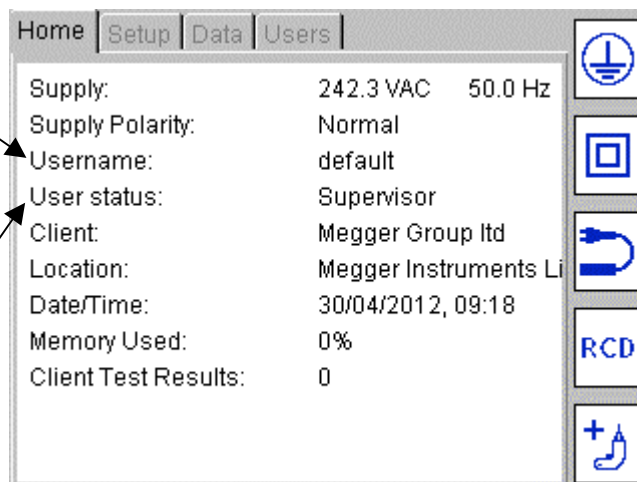 Home Setup Data Users
Supply: 242.3 VAC 50.0 Hz
Supply Polarity: Normal
Username: default
User status: Supervisor
Client: Megger Group ltd
Location: Megger Instruments Li
Date/Time: 30/04/2012, 09:18
Memory Used: 0%
RCD
Client Test Results: 0